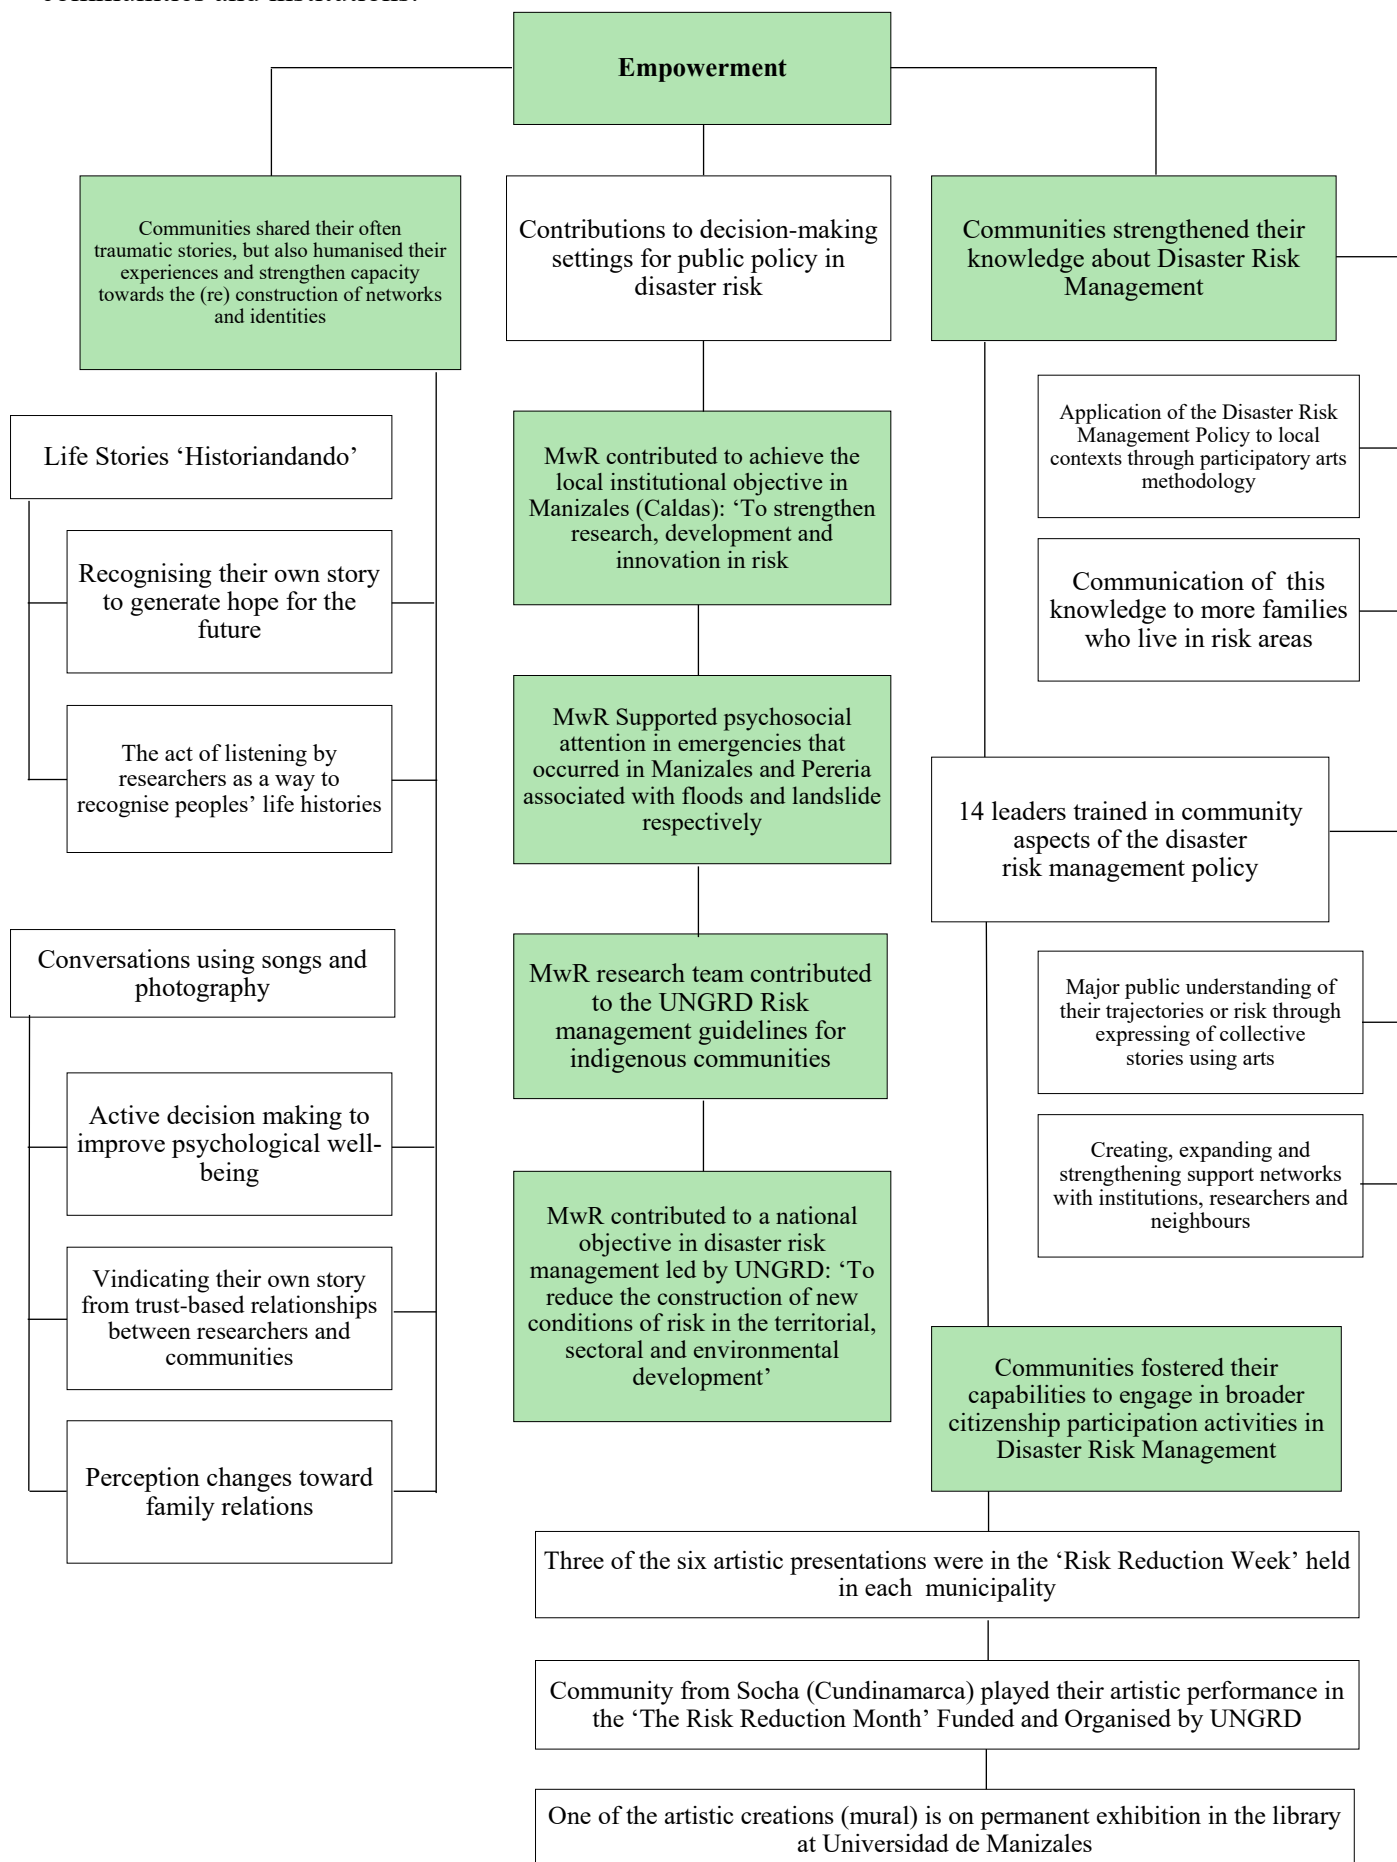 communities and institutions.
Empowerment
Communities shared their often
traumatic stories, but also humanised their
experiences and strengthen capacity
towards the (re) construction of networks
and identities
Life Stories ‘Historiandando’
Recognising their own story
to generate hope for the
future
The act of listening by
researchers as a way to
recognise peoples’ life histories
Conversations using songs and
photography
Active decision making to
improve psychological well-
being
Vindicating their own story
from trust-based relationships
between researchers and
communities
Perception changes toward
family relations
Contributions to decision-making
settings for public policy in
disaster risk
MwR contributed to achieve the
local institutional objective in
Manizales (Caldas): ‘To strengthen
research, development and
innovation in risk
MwR Supported psychosocial
attention in emergencies that
occurred in Manizales and Pereria
associated with floods and landslide
respectively
MwR research team contributed
to the UNGRD Risk
management guidelines for
indigenous communities
MwR contributed to a national
objective in disaster risk
management led by UNGRD: ‘To
reduce the construction of new
conditions of risk in the territorial,
sectoral and environmental
development’
Communities strengthened their
knowledge about Disaster Risk
Management
Application of the Disaster Risk
Management Policy to local
contexts through participatory arts
methodology
Communication of  this
knowledge to more families
who live in risk areas
14 leaders trained in community
aspects of the disaster
risk management policy
Major public understanding of
their trajectories or risk through
expressing of collective
stories using arts
Creating, expanding and
strengthening support networks
with institutions, researchers and
neighbours
Communities fostered their
capabilities to engage in broader
citizenship participation activities in
Disaster Risk Management
Three of the six artistic presentations were in the ‘Risk Reduction Week’ held
in each  municipality
Community from Socha (Cundinamarca) played their artistic performance in
the ‘The Risk Reduction Month’ Funded and Organised by UNGRD
One of the artistic creations (mural) is on permanent exhibition in the library
at Universidad de Manizales